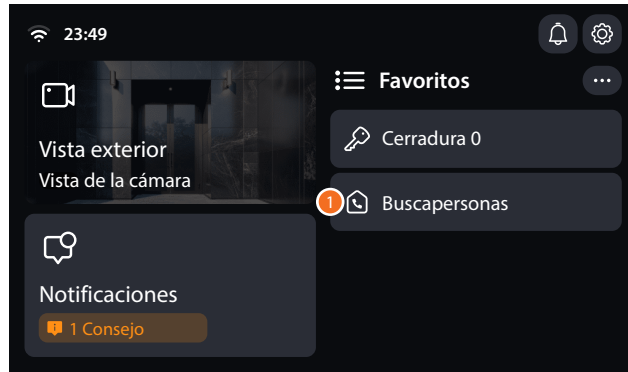 23:49
Vista exterior
Vista de la cámara
Notificaciones
1 Consejo
Favoritos
Cerradura 0
1
Buscapersonas